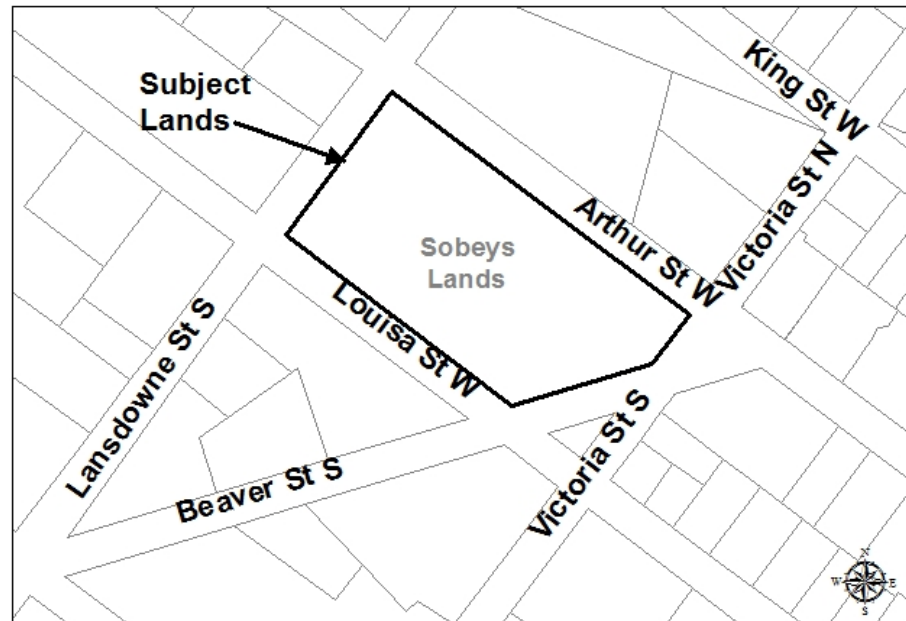 King St W
Subject
Lands
Victoria St N
Arthur St W
Sobeys
Lands
Louisa St W
Lansdowne St S
Victoria St S
Beaver St S
N
W
E
S